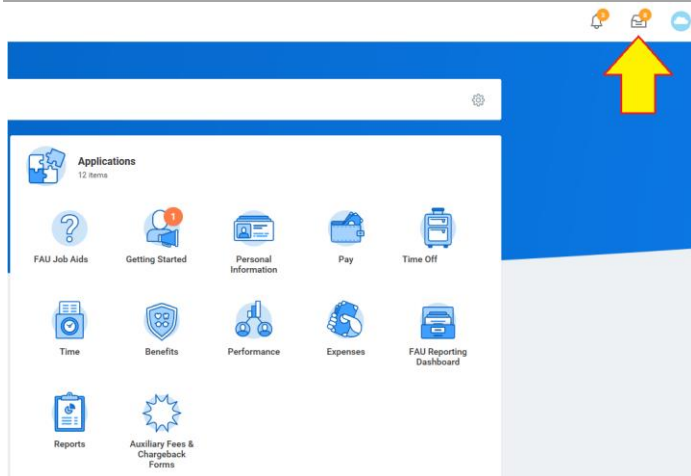 Applications
12 items
1
FAU Job Aids
Getting Started
Personal
Information
Pay
Time Off
Time
Benefits
Performance
Expenses
FAU Reporting
Dashboard
Reports
Auxiliary Fees &
Chargeback
Forms